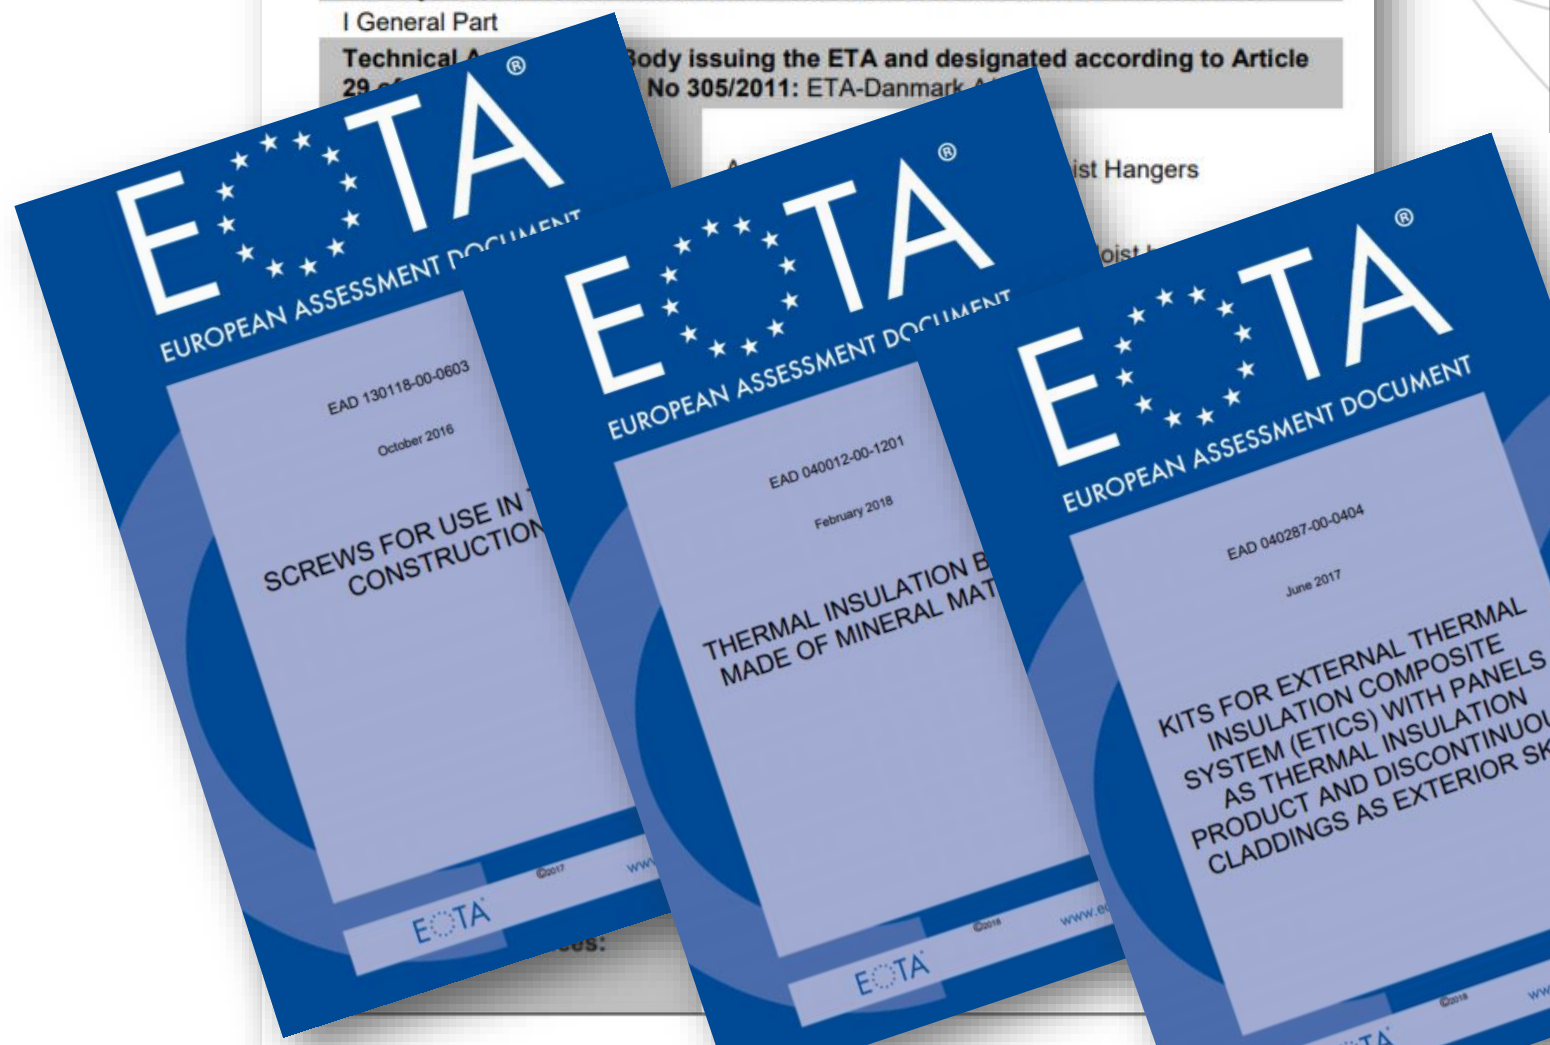 I General Part
Technical Body issuing the ETA and designated according to Article
29 No 305/2011: ETA-Danmark
ist Hangers
EOTA®
EUROPEAN ASSESSMENT DOCUMENT
EAD 130118-00-0603
October 2016
SCREWS FOR USE IN
CONSTRUCTION
©2017
EOTA
EOTA®
EUROPEAN ASSESSMENT DOCUMENT
EAD 040012-00-1201
February 2018
THERMAL INSULATION B
MADE OF MINERAL MAT
©2018
www.eo
EOTA
EOTA®
EUROPEAN ASSESSMENT DOCUMENT
EAD 040287-00-0404
June 2017
KITS FOR EXTERNAL THERMAL
INSULATION COMPOSITE
SYSTEM (ETICS) WITH PANELS
AS THERMAL INSULATION
PRODUCT AND DISCONTINUOU
CLADDINGS AS EXTERIOR SK
©2018